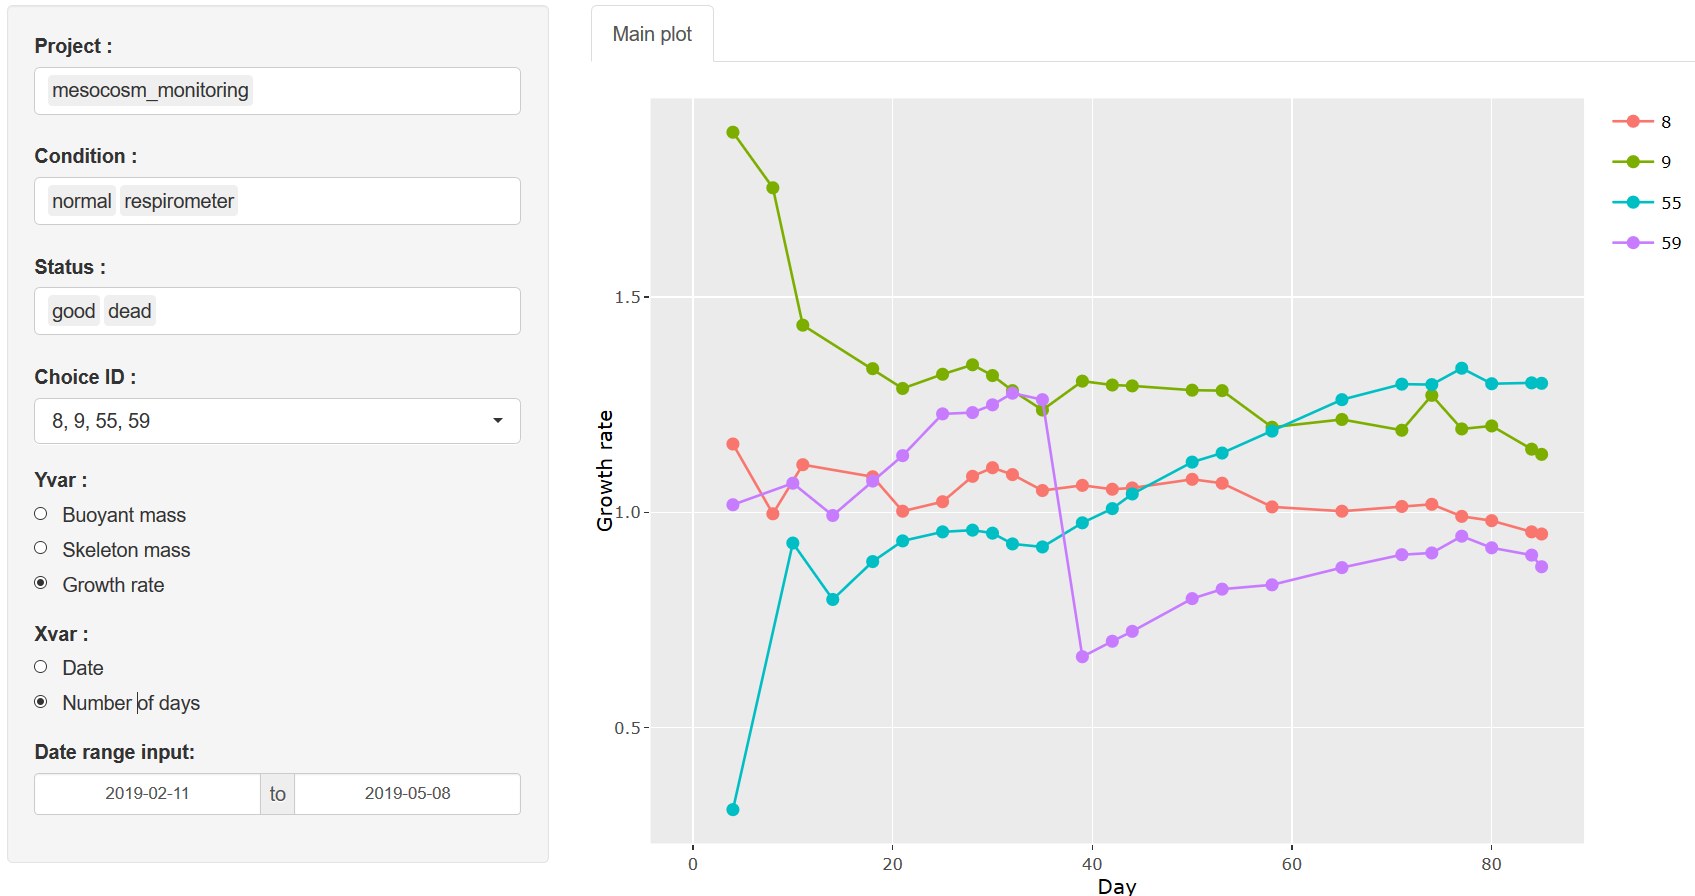 Project :
mesocosm_monitoring
Condition :
normal respirometer
Status :
good dead
Choice ID :
8, 9, 55, 59
Yvar :
Buoyant mass
Skeleton mass
Growth rate
Xvar :
Date
Number of days
Date range input:
2019-02-11 to 2019-05-08
Main plot
8
9
55
59
1.5
1.0
0.5
Growth rate
0 20 40 60 80
Day